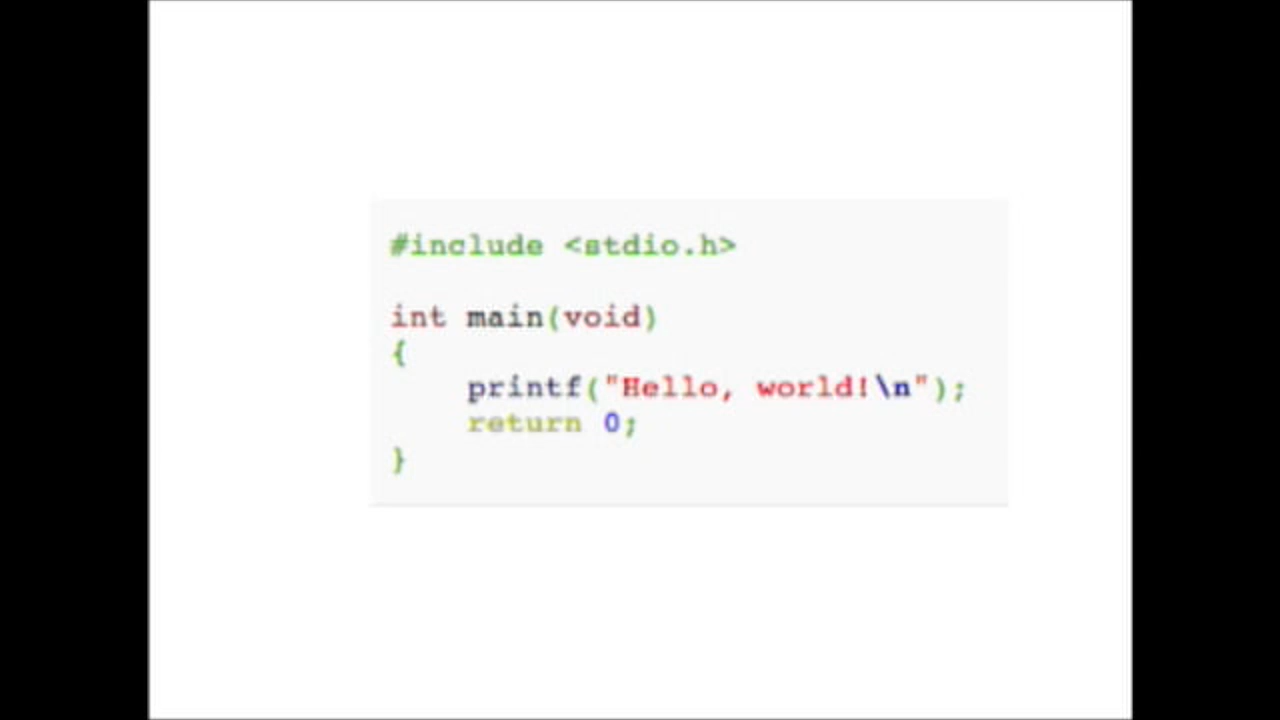 #include <stdio.h>
int main(void)
{
    printf("Hello, world!\n");
    return 0;
}